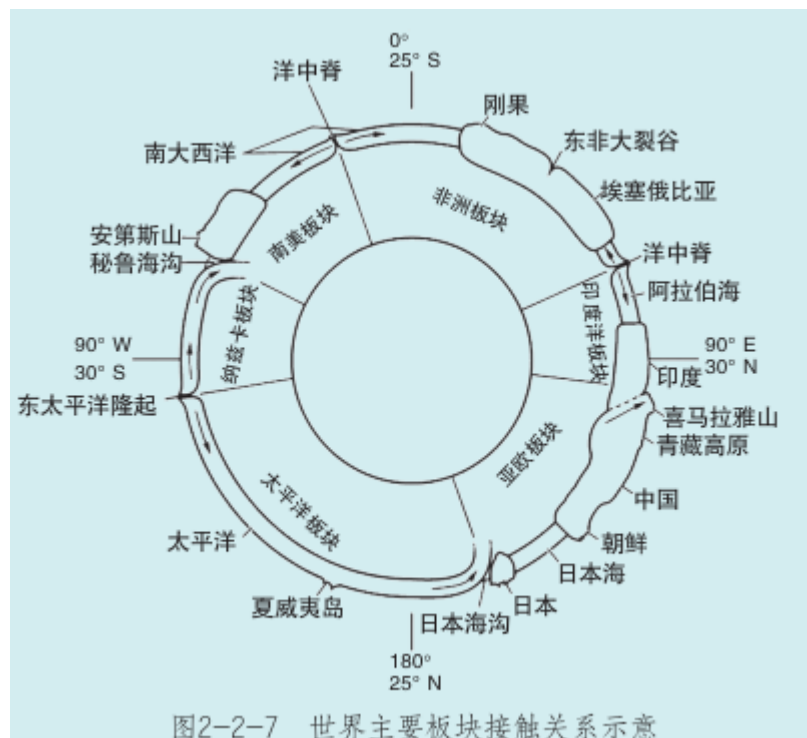 0°
25° S
洋中脊
刚果
南大西洋
东非大裂谷
埃塞俄比亚
非洲板块
南美板块
安第斯山
秘鲁海沟
洋中脊
阿拉伯海
纳兹卡板块
印度洋板块
90° W
30° S
90° E
30° N
印度
东太平洋隆起
喜马拉雅山
青藏高原
亚欧板块
太平洋板块
中国
太平洋
朝鲜
日本海
夏威夷岛
日本海沟
日本
180°
25° N
图2-2-7 世界主要板块接触关系示意